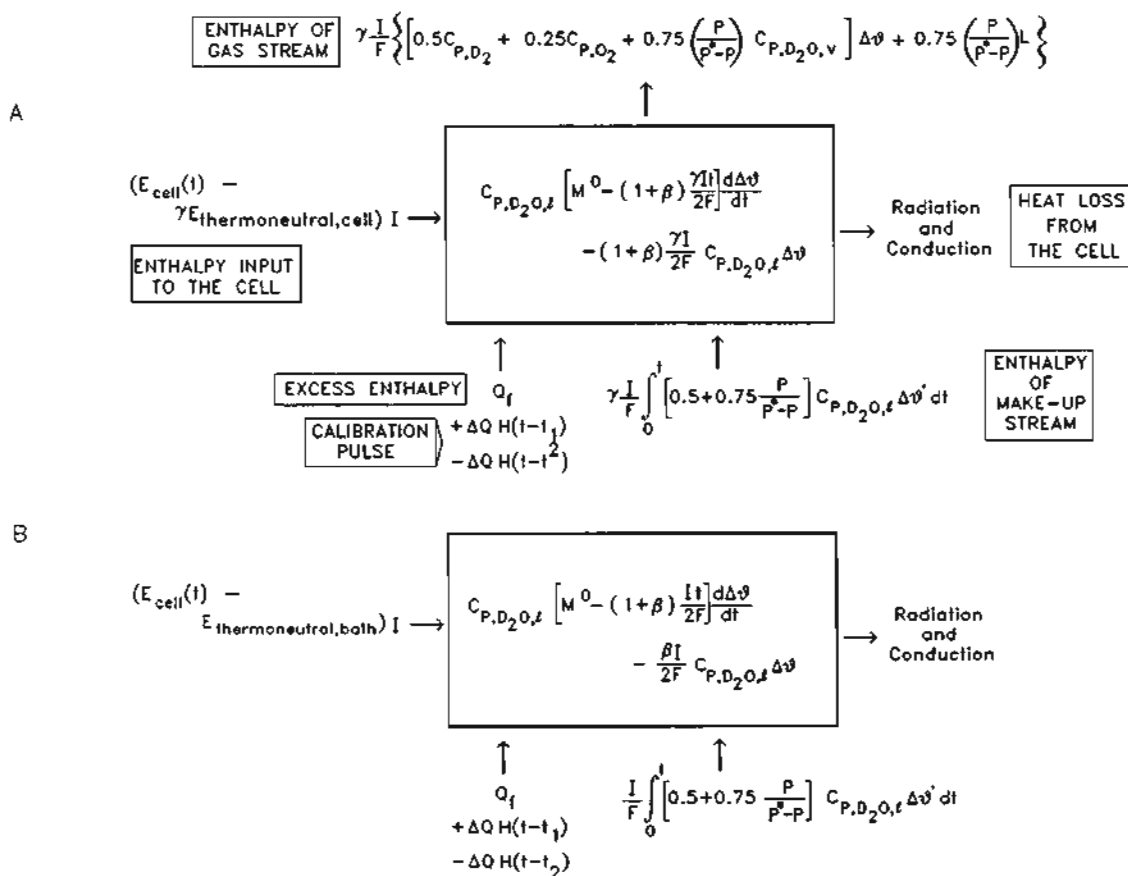 ENTHALPY OF
GAS STREAM
γ I/F {[0.5C_P,D2 + 0.25C_P,O2 + 0.75 (P/(P*-P)) C_P,D2O,v] Δϑ + 0.75 (P/(P*-P)) L}
A
(E_cell(t) −
γE_thermoneutral,cell) I
ENTHALPY INPUT
TO THE CELL
C_P,D2O,ℓ [M^0 − (1+β) γIt/2F] dΔϑ/dt
− (1+β) γI/2F C_P,D2O,ℓ Δϑ
Radiation
and
Conduction
HEAT LOSS
FROM
THE CELL
EXCESS ENTHALPY
Q_f
CALIBRATION
PULSE
+ΔQ H(t−t_1)
−ΔQ H(t−t^2)
γ I/F ∫_0^t [0.5+0.75 P/(P*-P)] C_P,D2O,ℓ Δϑ' dt
ENTHALPY
OF
MAKE-UP
STREAM
B
(E_cell(t) −
E_thermoneutral,bath) I
C_P,D2O,ℓ [M^0 − (1+β) It/2F] dΔϑ/dt
− βI/2F C_P,D2O,ℓ Δϑ
Radiation
and
Conduction
Q_f
+ΔQ H(t−t_1)
−ΔQ H(t−t_2)
I/F ∫_0^t [0.5+0.75 P/(P*-P)] C_P,D2O,ℓ Δϑ' dt